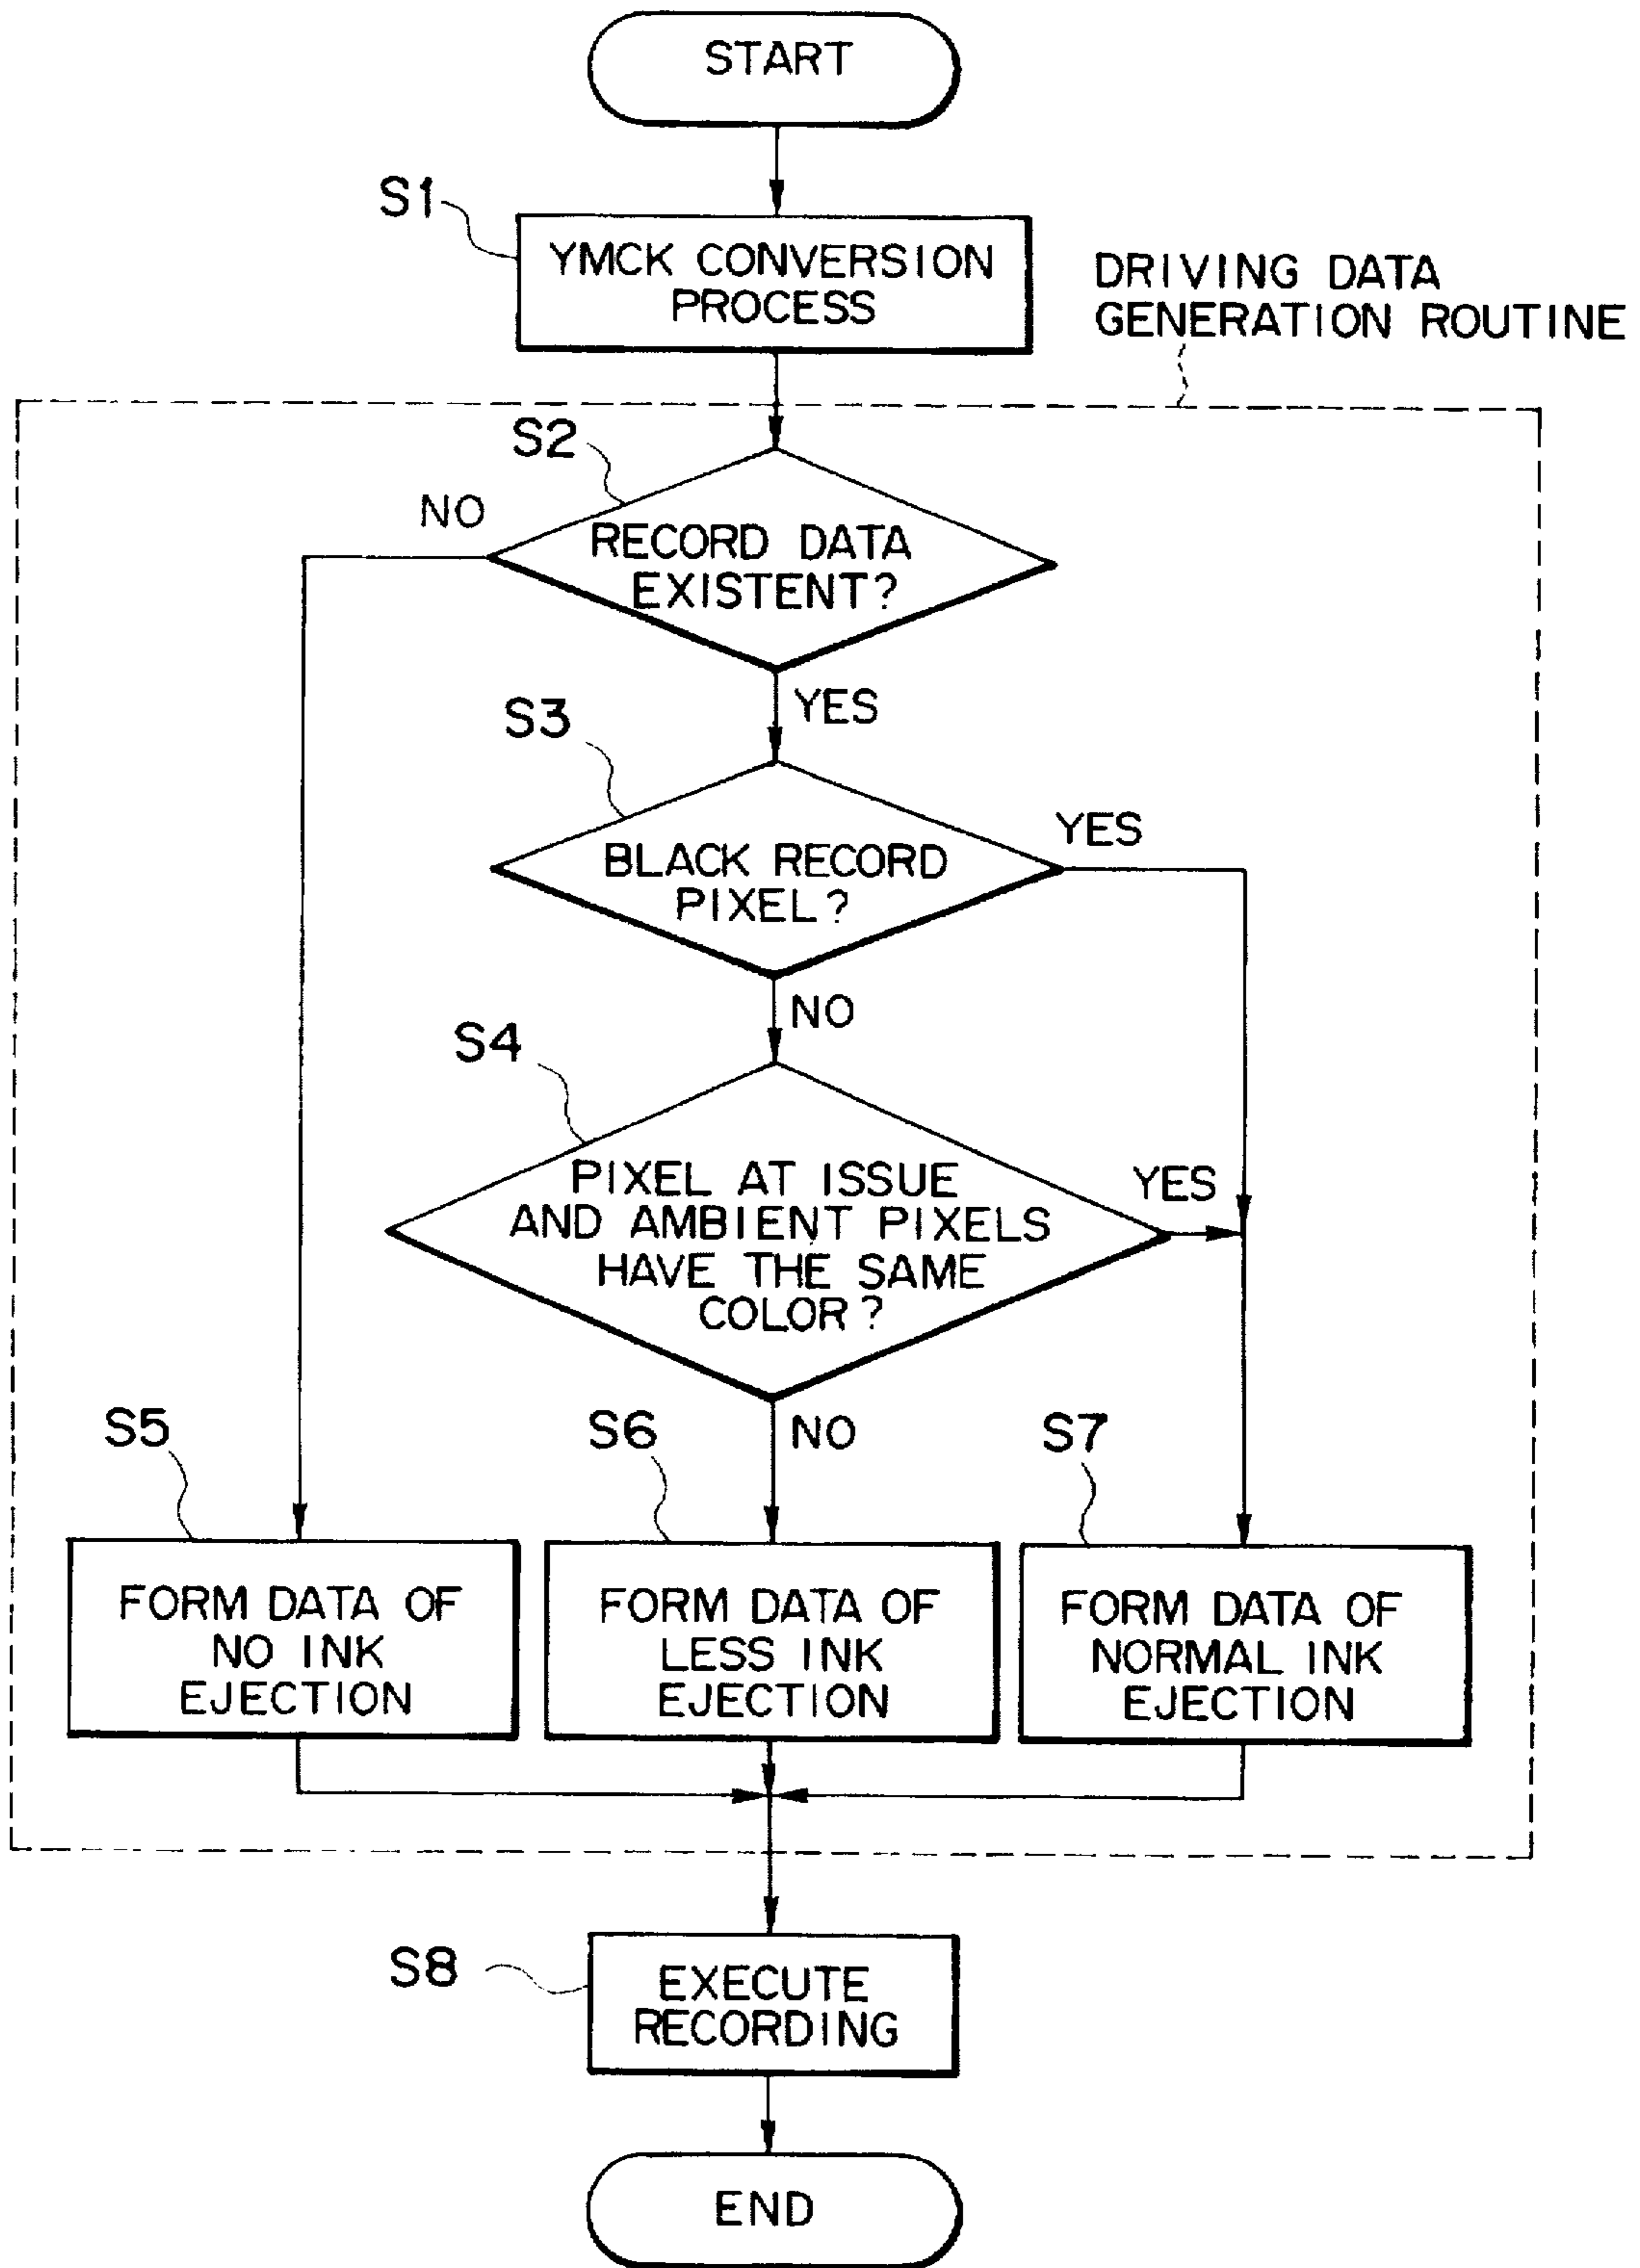 START
S1
YMCK CONVERSION
PROCESS
DRIVING DATA
GENERATION ROUTINE
S2
NO
RECORD DATA
EXISTENT?
YES
S3
YES
BLACK RECORD
PIXEL?
NO
S4
PIXEL AT ISSUE
AND AMBIENT PIXELS
HAVE THE SAME
COLOR?
YES
NO
S5
S6
S7
FORM DATA OF
NO INK
EJECTION
FORM DATA OF
LESS INK
EJECTION
FORM DATA OF
NORMAL INK
EJECTION
S8
EXECUTE
RECORDING
END